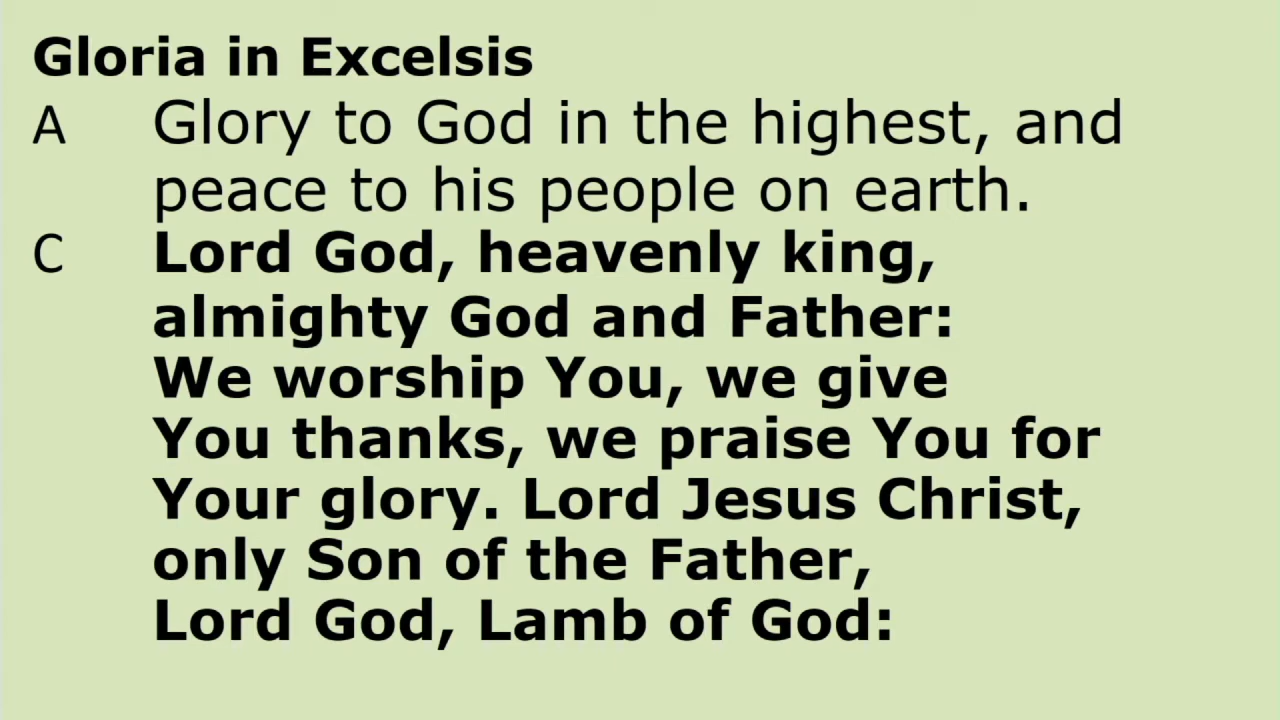 Gloria in Excelsis
A Glory to God in the highest, and
peace to his people on earth.
C Lord God, heavenly king,
almighty God and Father:
We worship You, we give
You thanks, we praise You for
Your glory. Lord Jesus Christ,
only Son of the Father,
Lord God, Lamb of God: